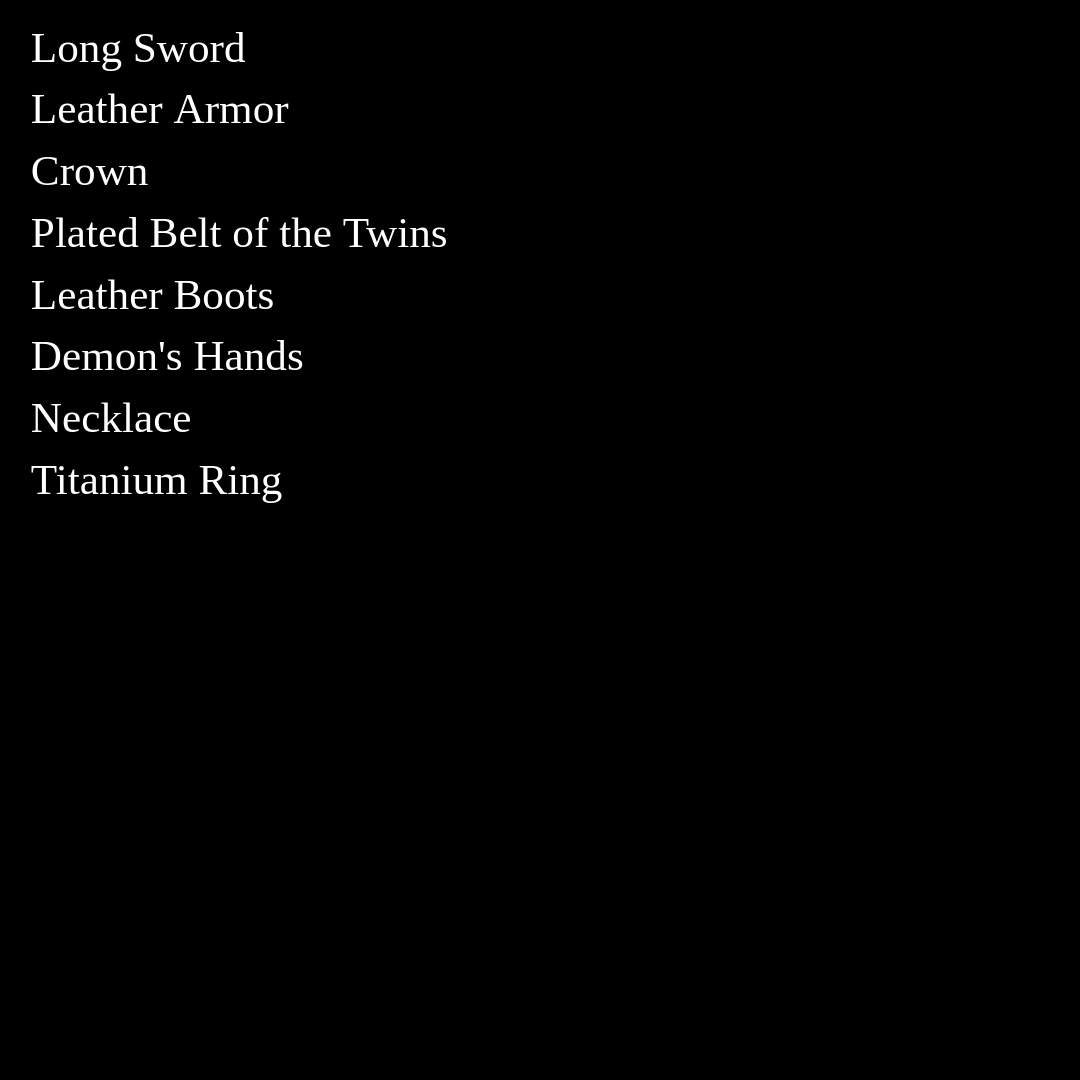 Long Sword
Leather Armor
Crown
Plated Belt of the Twins
Leather Boots
Demon's Hands
Necklace
Titanium Ring